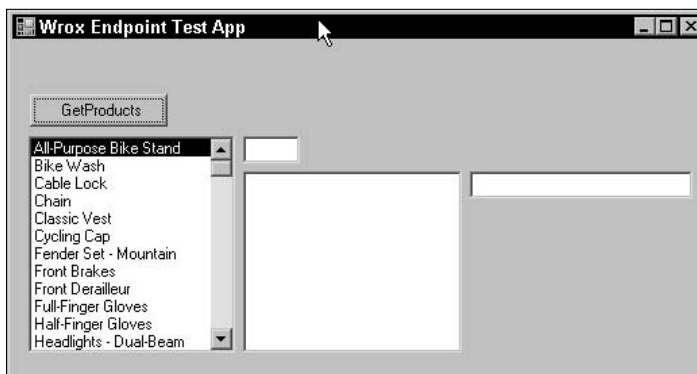 Wrox Endpoint Test App
GetProducts
All-Purpose Bike Stand
Bike Wash
Cable Lock
Chain
Classic Vest
Cycling Cap
Fender Set - Mountain
Front Brakes
Front Derailleur
Full-Finger Gloves
Half-Finger Gloves
Headlights - Dual-Beam